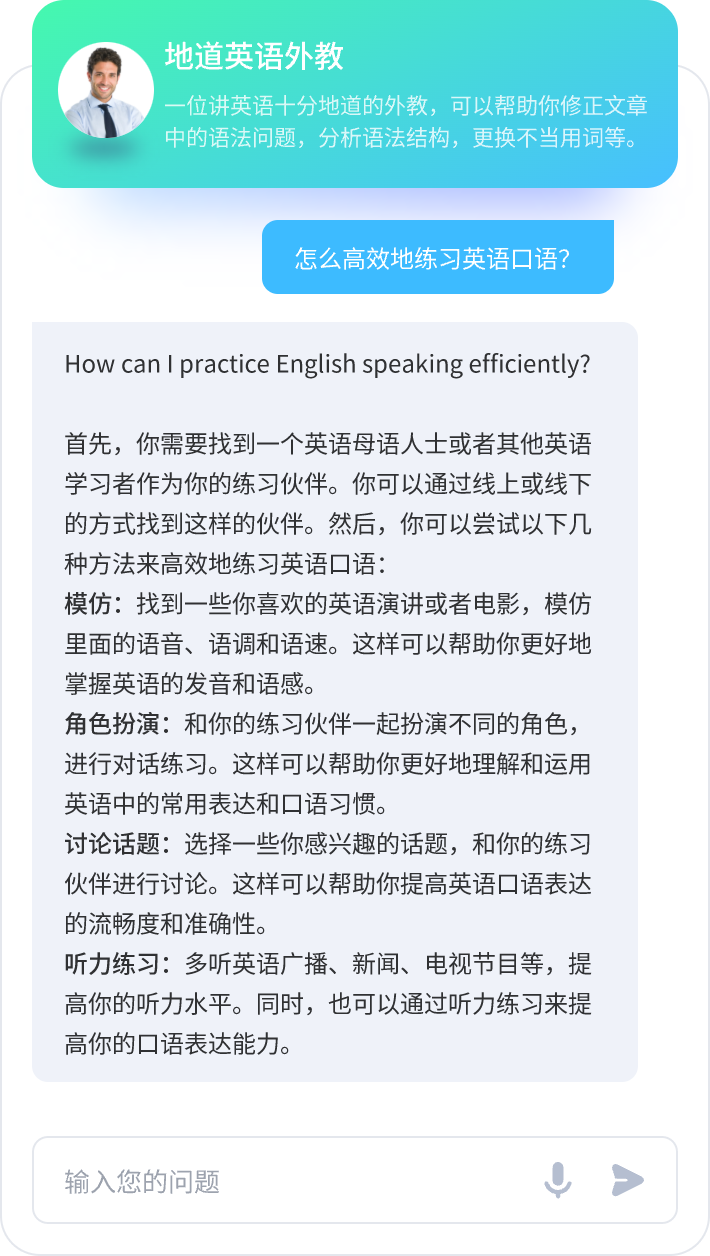 地道英语外教
一位讲英语十分地道的外教，可以帮助你修正文章
中的语法问题，分析语法结构，更换不当用词等。
怎么高效地练习英语口语？
How can I practice English speaking efficiently?
首先，你需要找到一个英语母语人士或者其他英语
学习者作为你的练习伙伴。你可以通过线上或线下
的方式找到这样的伙伴。然后，你可以尝试以下几
种方法来高效地练习英语口语：
模仿：找到一些你喜欢的英语演讲或者电影，模仿
里面的语音、语调和语速。这样可以帮助你更好地
掌握英语的发音和语感。
角色扮演：和你的练习伙伴一起扮演不同的角色，
进行对话练习。这样可以帮助你更好地理解和运用
英语中的常用表达和口语习惯。
讨论话题：选择一些你感兴趣的话题，和你的练习
伙伴进行讨论。这样可以帮助你提高英语口语表达
的流畅度和准确性。
听力练习：多听英语广播、新闻、电视节目等，提
高你的听力水平。同时，也可以通过听力练习来提
高你的口语表达能力。
输入您的问题